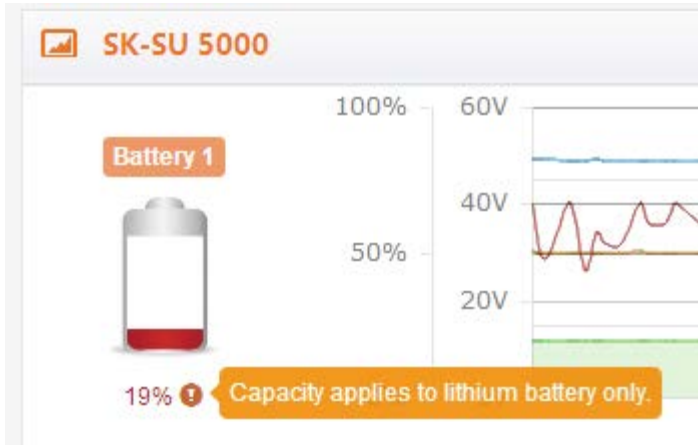 SK-SU 5000
100%
60V
Battery 1
40V
50%
20V
19%
Capacity applies to lithium battery only.